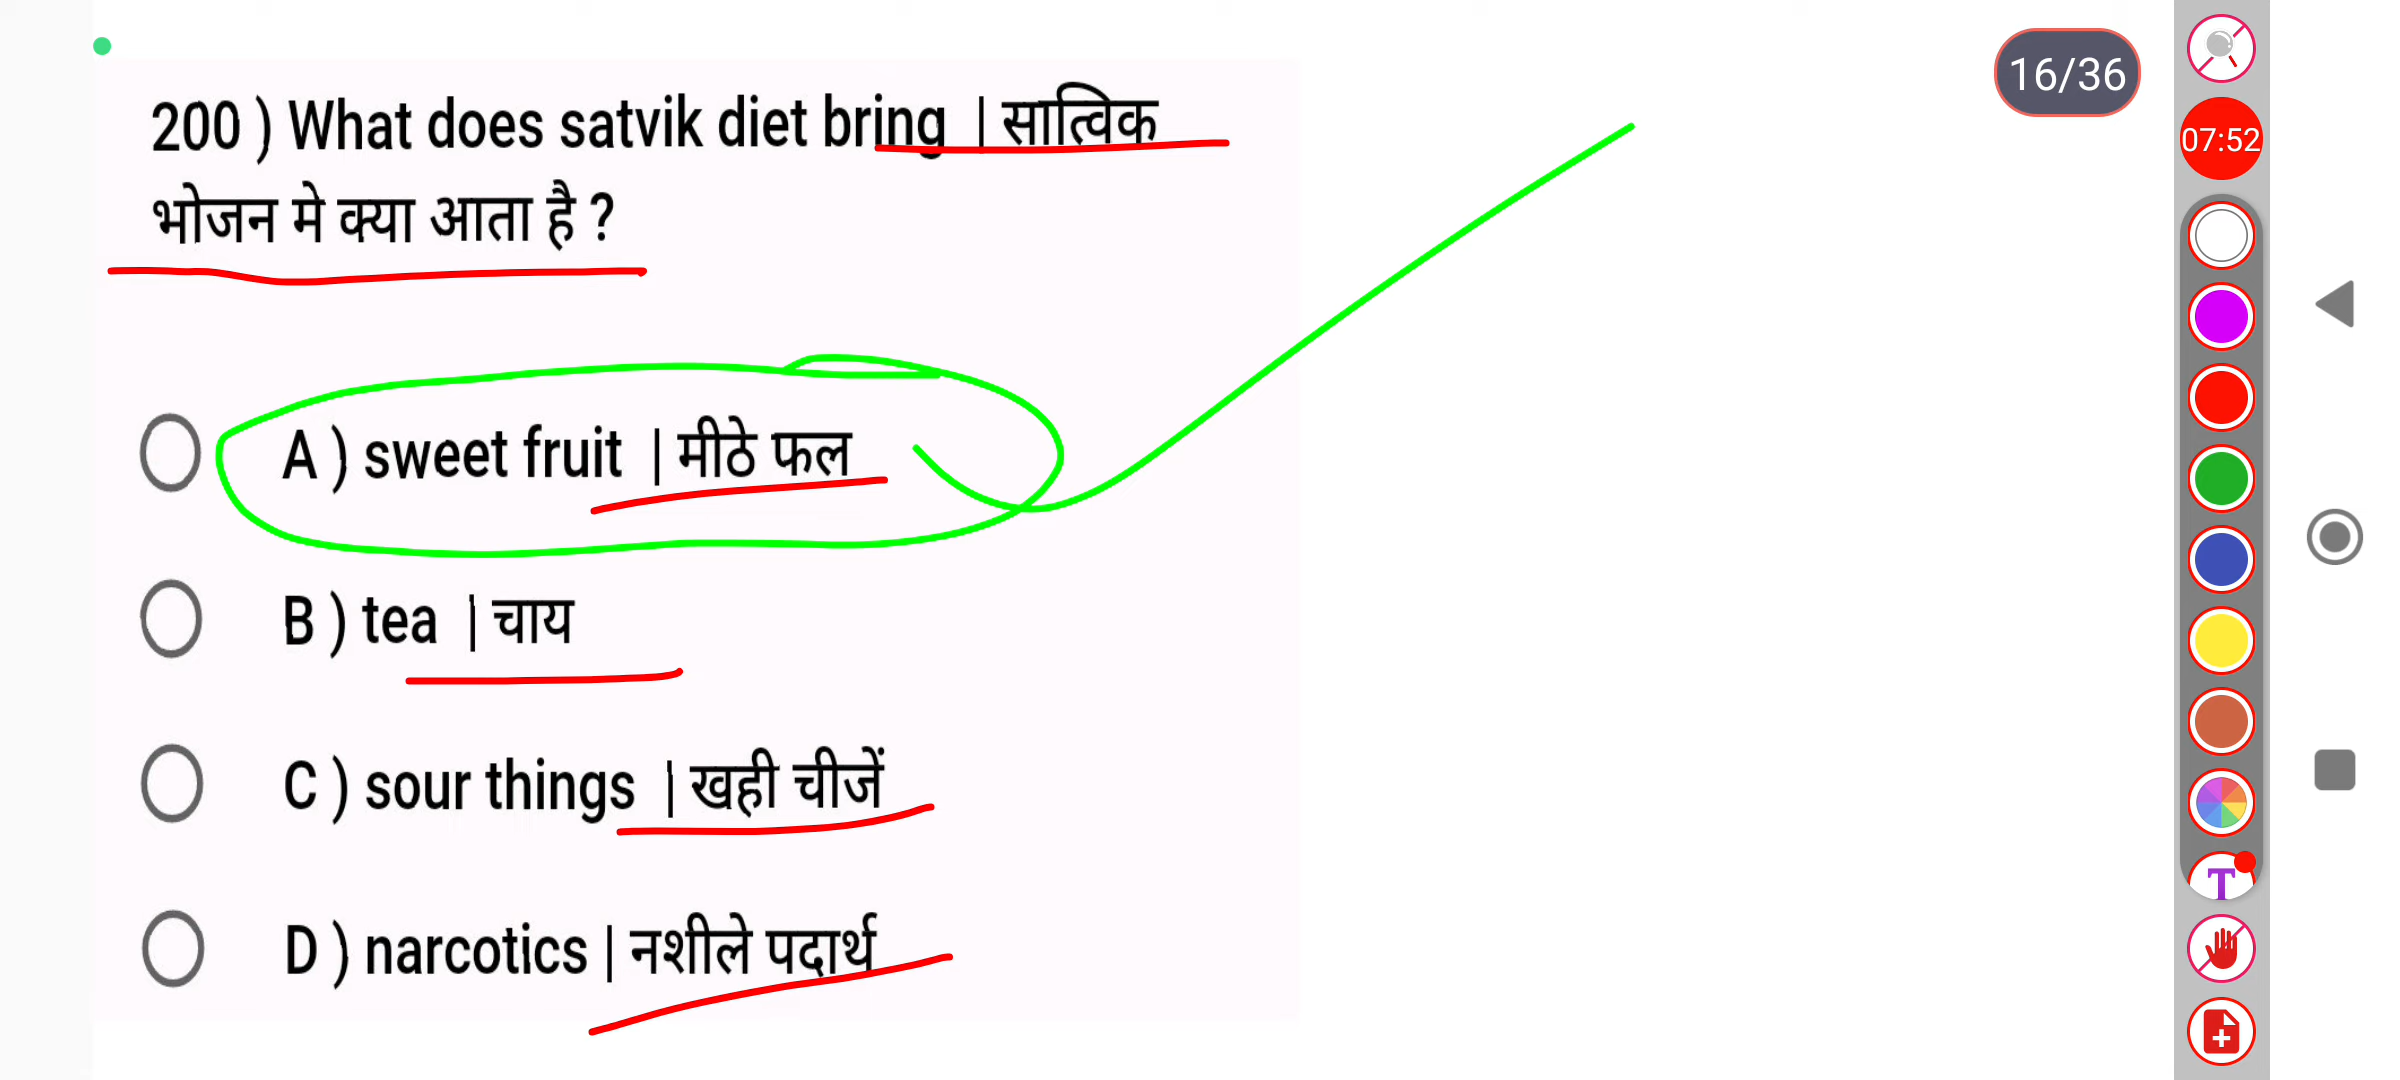 16/36
07:52
200 ) What does satvik diet bring | सात्विक
भोजन मे क्या आता है ?
A ) sweet fruit | मीठे फल
B ) tea | चाय
C ) sour things | खही चीजें
D ) narcotics | नशीले पदार्थ
T